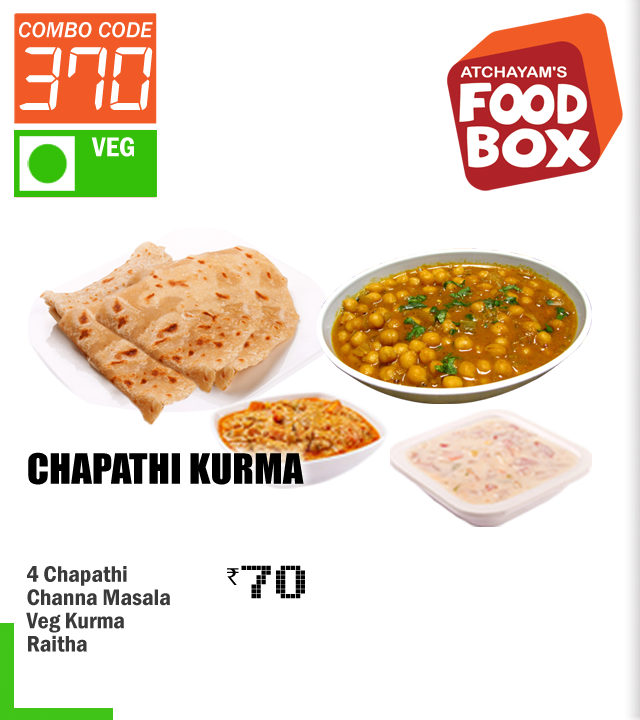 COMBO CODE
370
VEG
ATCHAYAM'S
FOOD
BOX
CHAPATHI KURMA
4 Chapathi
Channa Masala
Veg Kurma
Raitha
₹70